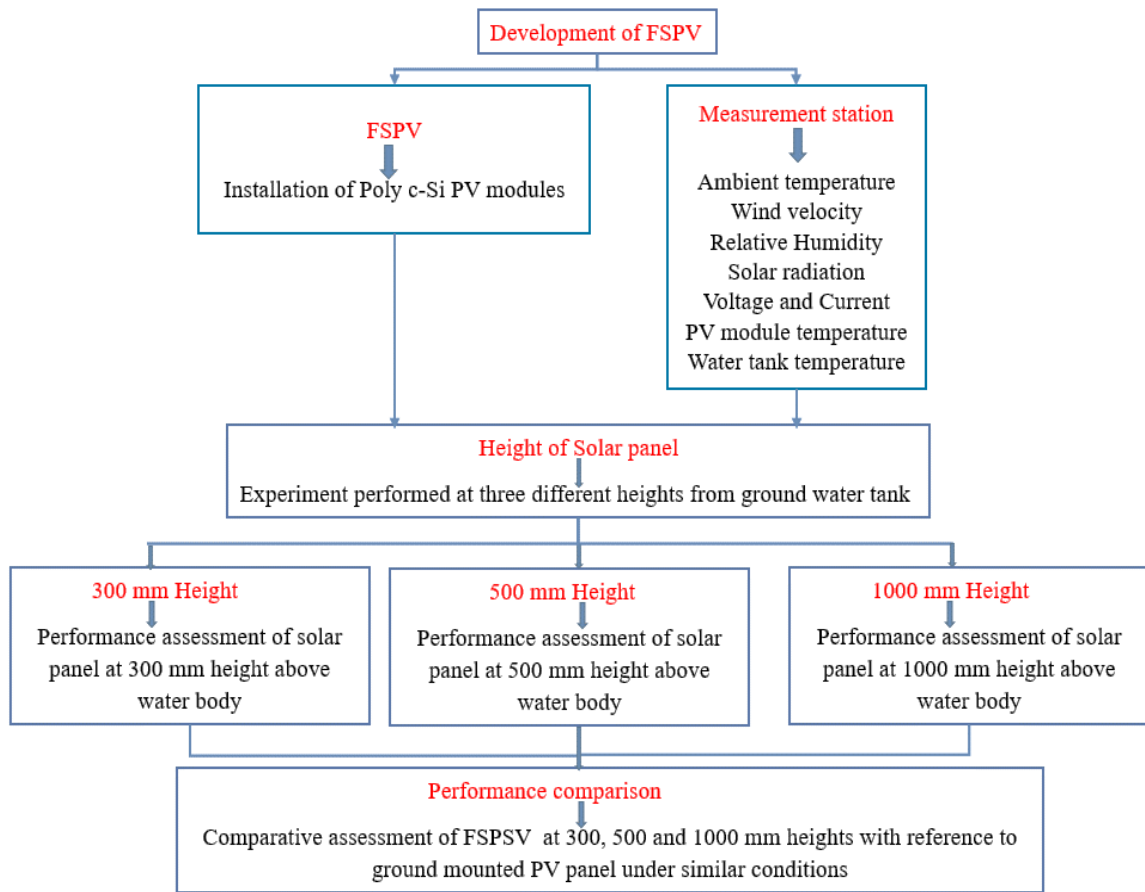 Development of FSPV
FSPV
Installation of Poly c-Si PV modules
Measurement station
Ambient temperature
Wind velocity
Relative Humidity
Solar radiation
Voltage and Current
PV module temperature
Water tank temperature
Height of Solar panel
Experiment performed at three different heights from ground water tank
300 mm Height
Performance assessment of solar
panel at 300 mm height above
water body
500 mm Height
Performance assessment of solar
panel at 500 mm height above
water body
1000 mm Height
Performance assessment of solar
panel at 1000 mm height above
water body
Performance comparison
Comparative assessment of FSPSV at 300, 500 and 1000 mm heights with reference to
ground mounted PV panel under similar conditions